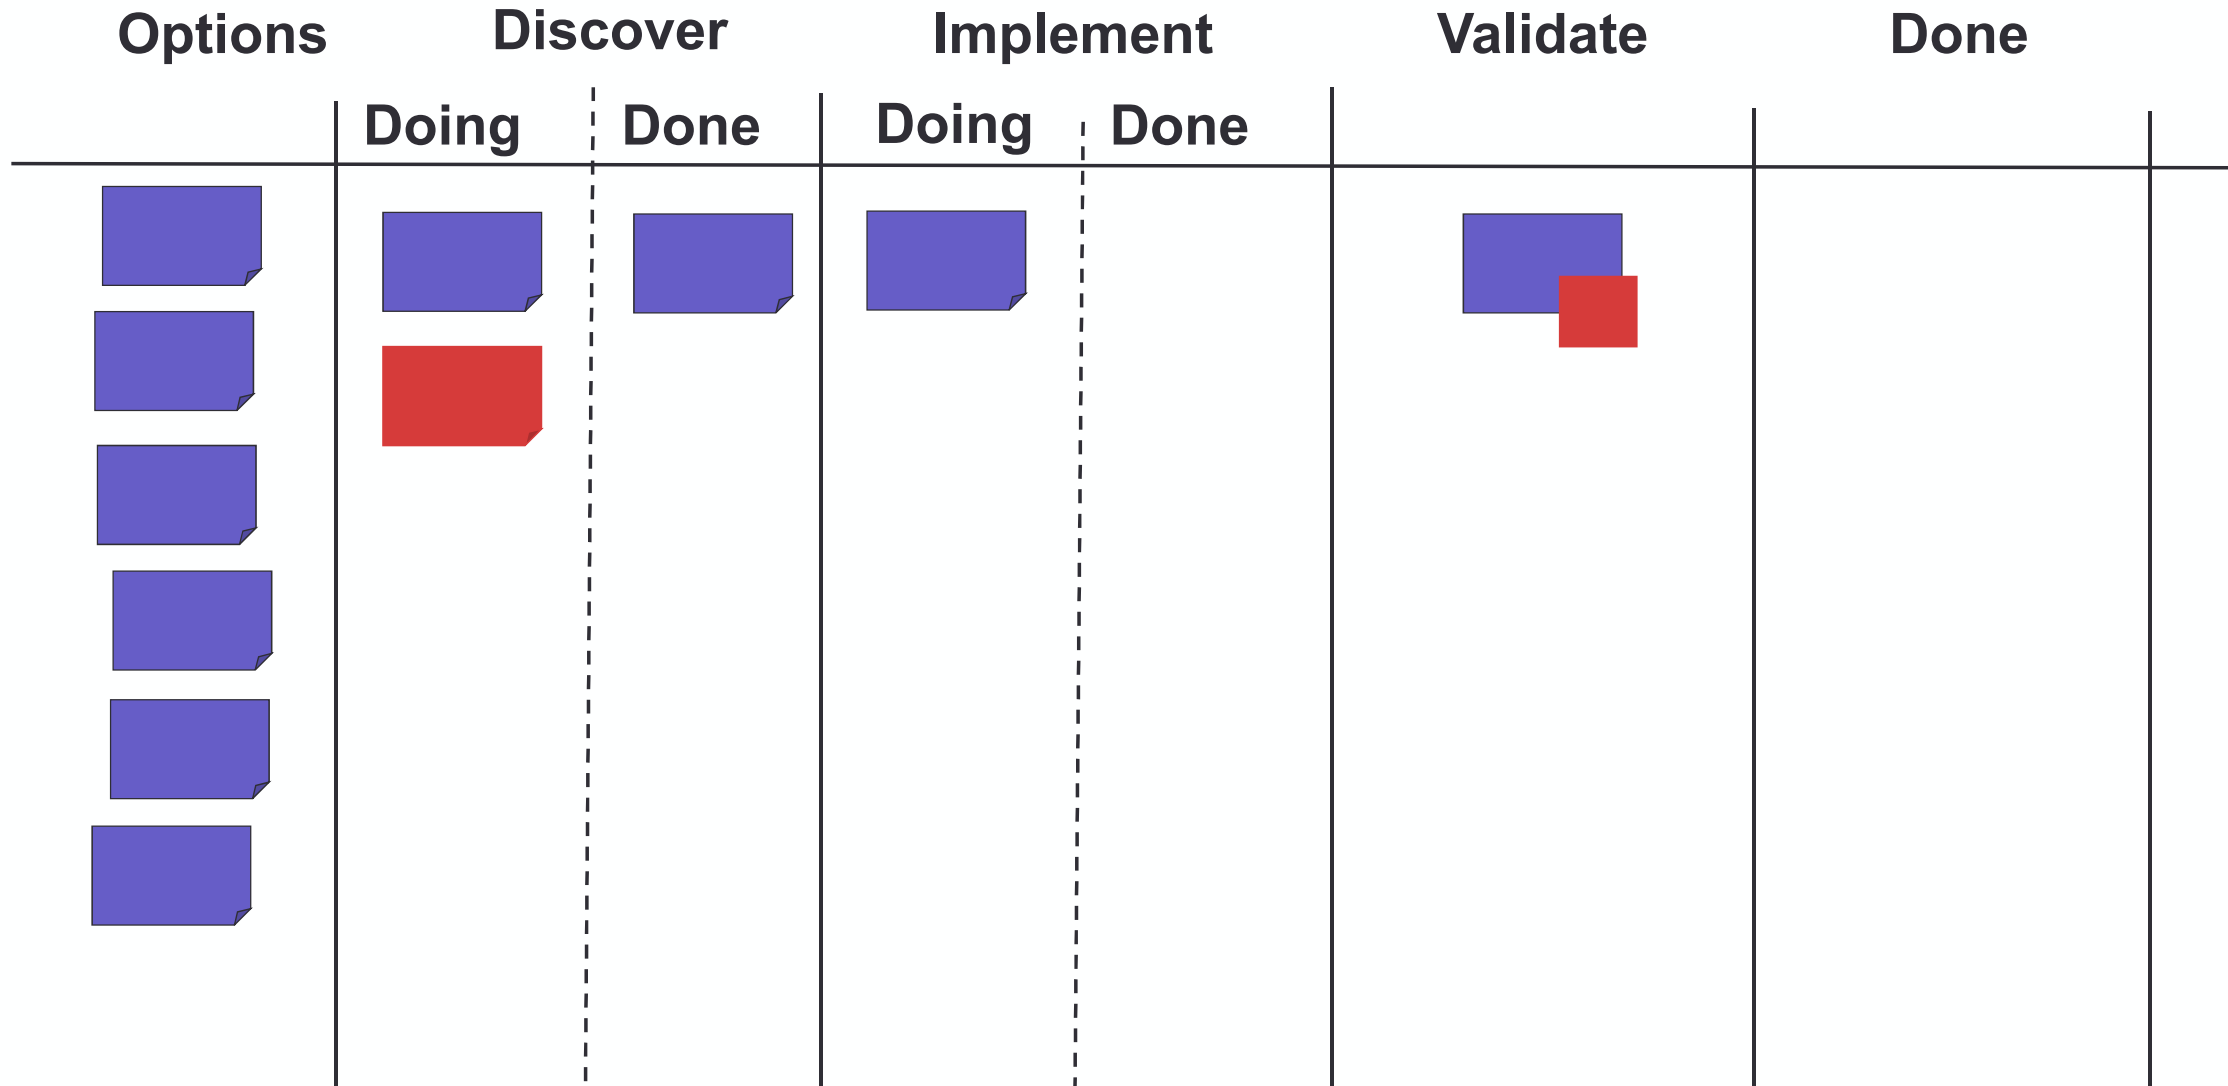 Options Discover Implement Validate Done
Doing Done Doing Done